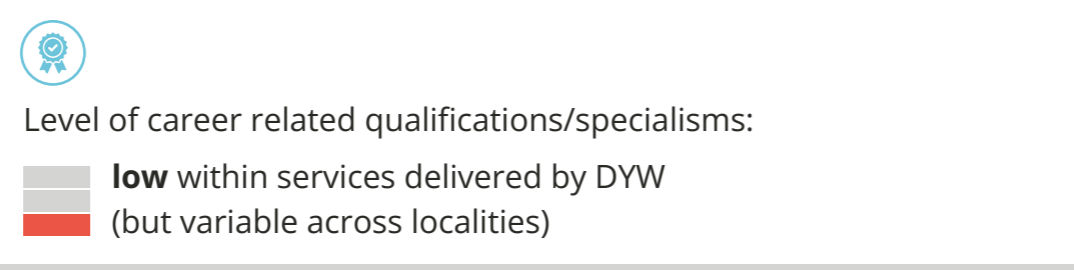 Level of career related qualifications/specialisms:
low within services delivered by DYW
(but variable across localities)